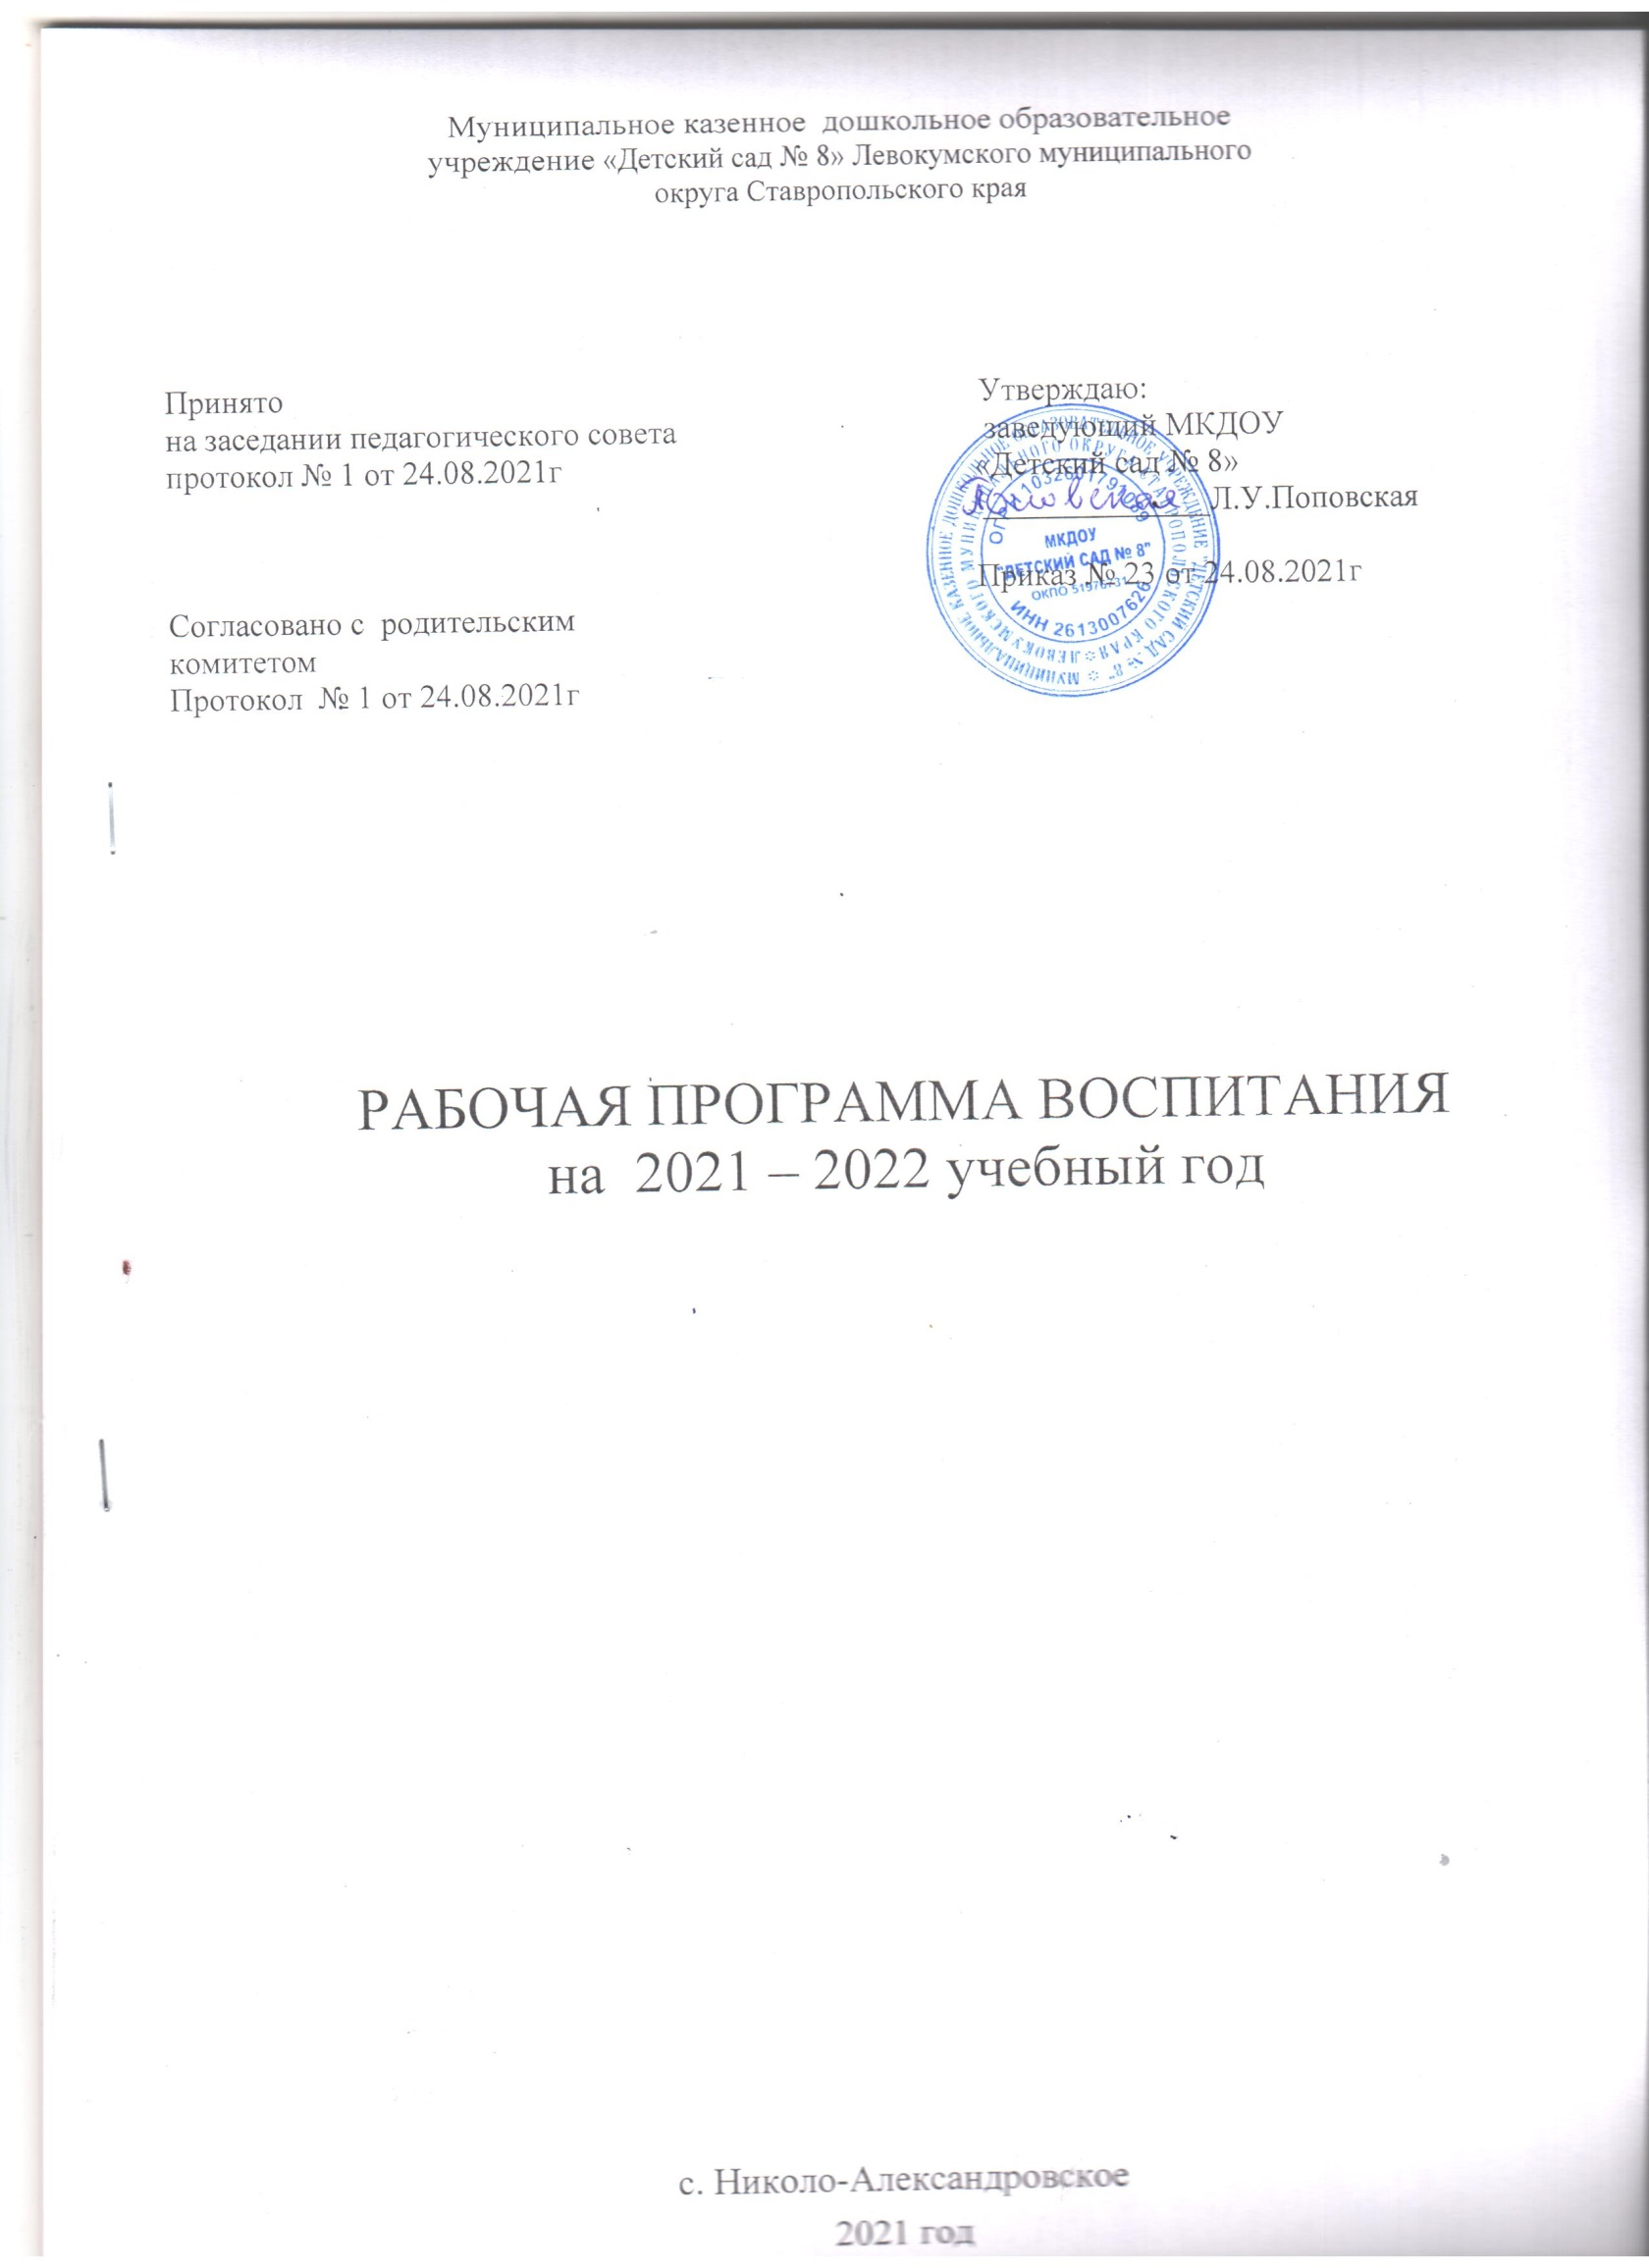 Муниципальное казенное дошкольное образовательное
учреждение «Детский сад № 8» Левокумского муниципального
округа Ставропольского края
Принято
на заседании педагогического совета
протокол № 1 от 24.08.2021г
Согласовано с родительским
комитетом
Протокол № 1 от 24.08.2021г
Утверждаю:
заведующий МКДОУ
«Детский сад № 8»
Поповская Л.У.Поповская
Приказ № 23 от 24.08.2021г
МКДОУ
"ДЕТСКИЙ САД № 8"
ОКПО
ИНН 2613007626
РАБОЧАЯ ПРОГРАММА ВОСПИТАНИЯ
на 2021 – 2022 учебный год
с. Николо-Александровское
2021 год